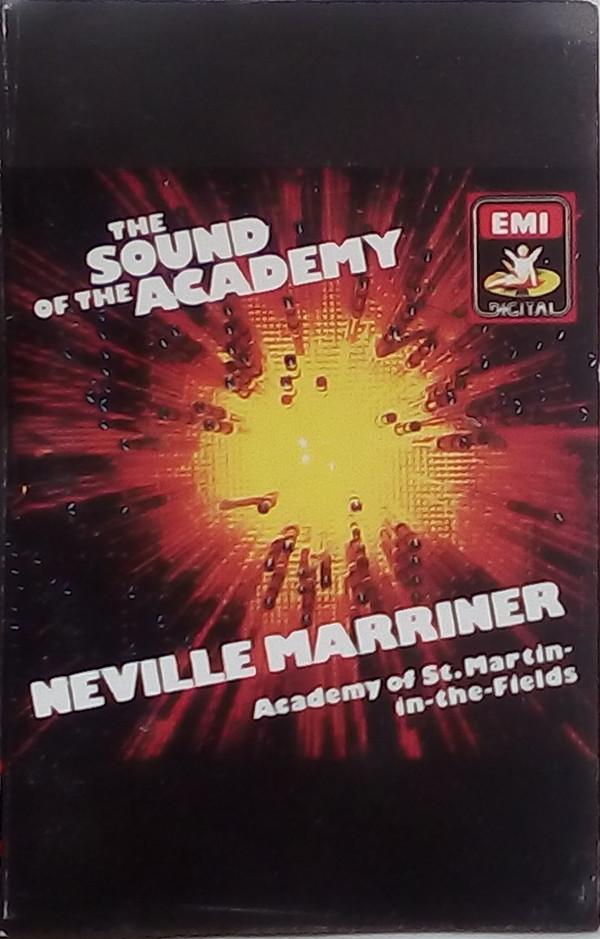 THE
SOUND
OF THE ACADEMY
EMI
DIGITAL
NEVILLE MARRINER
Academy of St. Martin-
in-the-Fields